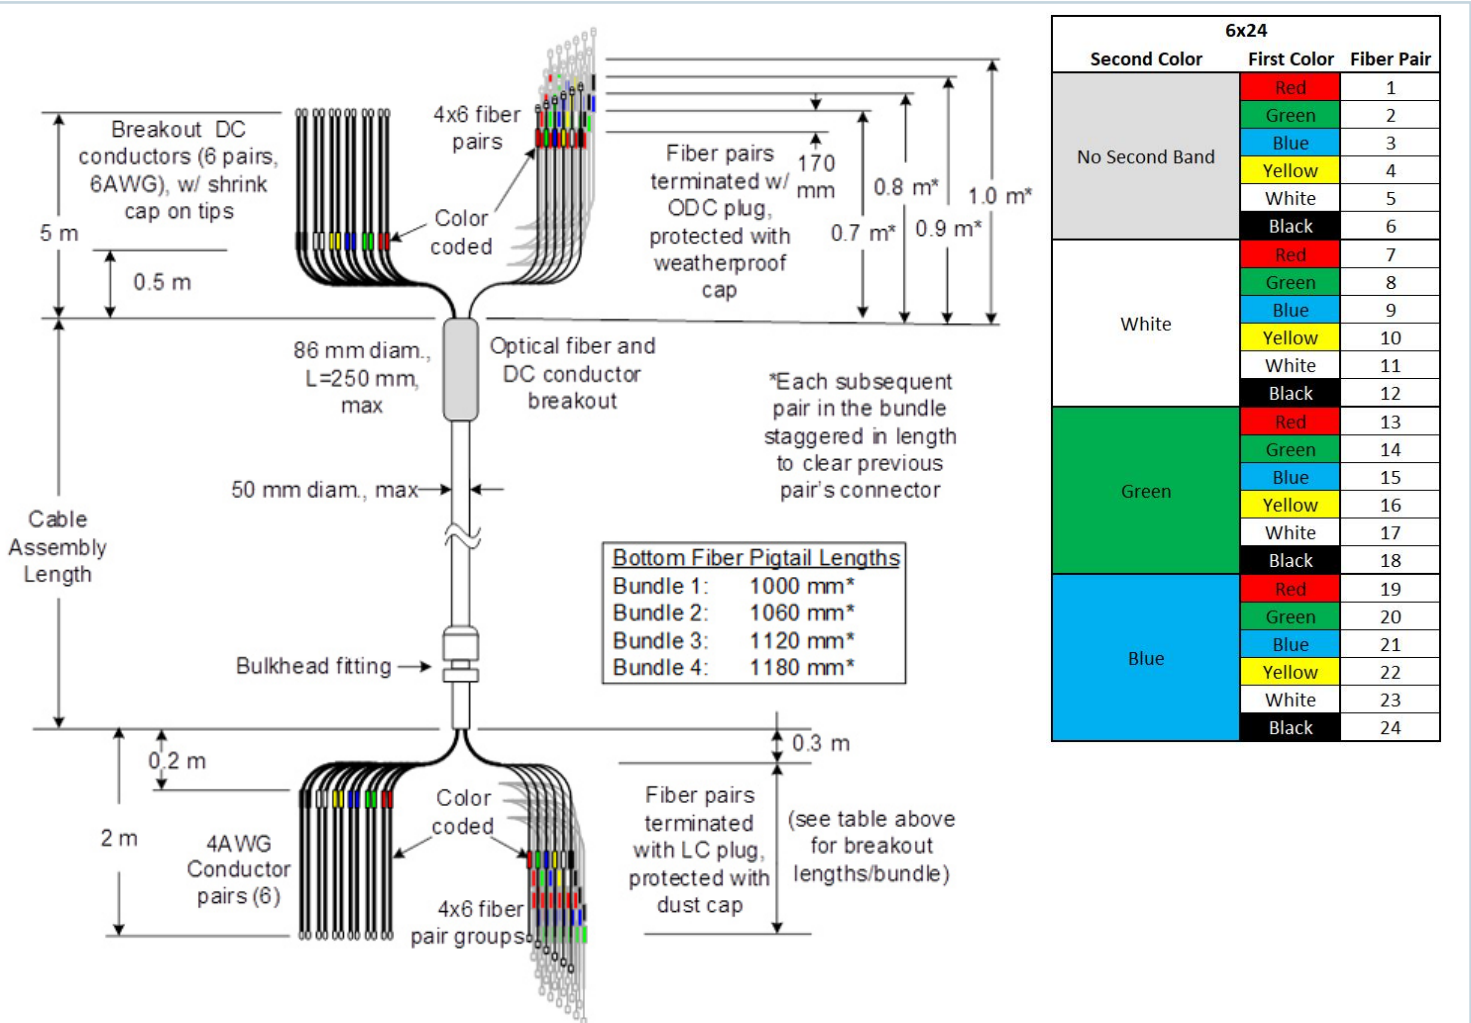 Breakout DC
conductors (6 pairs,
6AWG), w/ shrink
cap on tips
5 m
0.5 m
4x6 fiber
pairs
Color
coded
Fiber pairs
terminated w/
ODC plug,
protected with
weatherproof
cap
170
mm
0.7 m*
0.8 m*
0.9 m*
1.0 m*
86 mm diam.,
L=250 mm,
max
Optical fiber and
DC conductor
breakout
*Each subsequent
pair in the bundle
staggered in length
to clear previous
pair's connector
50 mm diam., max
Cable
Assembly
Length
Bottom Fiber Pigtail Lengths
Bundle 1: 1000 mm*
Bundle 2: 1060 mm*
Bundle 3: 1120 mm*
Bundle 4: 1180 mm*
Bulkhead fitting
0.2 m
2 m
4AWG
Conductor
pairs (6)
Color
coded
4x6 fiber
pair groups
Fiber pairs
terminated
with LC plug,
protected with
dust cap
0.3 m
(see table above
for breakout
lengths/bundle)
6x24
Second Color First Color Fiber Pair
No Second Band
Red 1
Green 2
Blue 3
Yellow 4
White 5
Black 6
White
Red 7
Green 8
Blue 9
Yellow 10
White 11
Black 12
Green
Red 13
Green 14
Blue 15
Yellow 16
White 17
Black 18
Blue
Red 19
Green 20
Blue 21
Yellow 22
White 23
Black 24